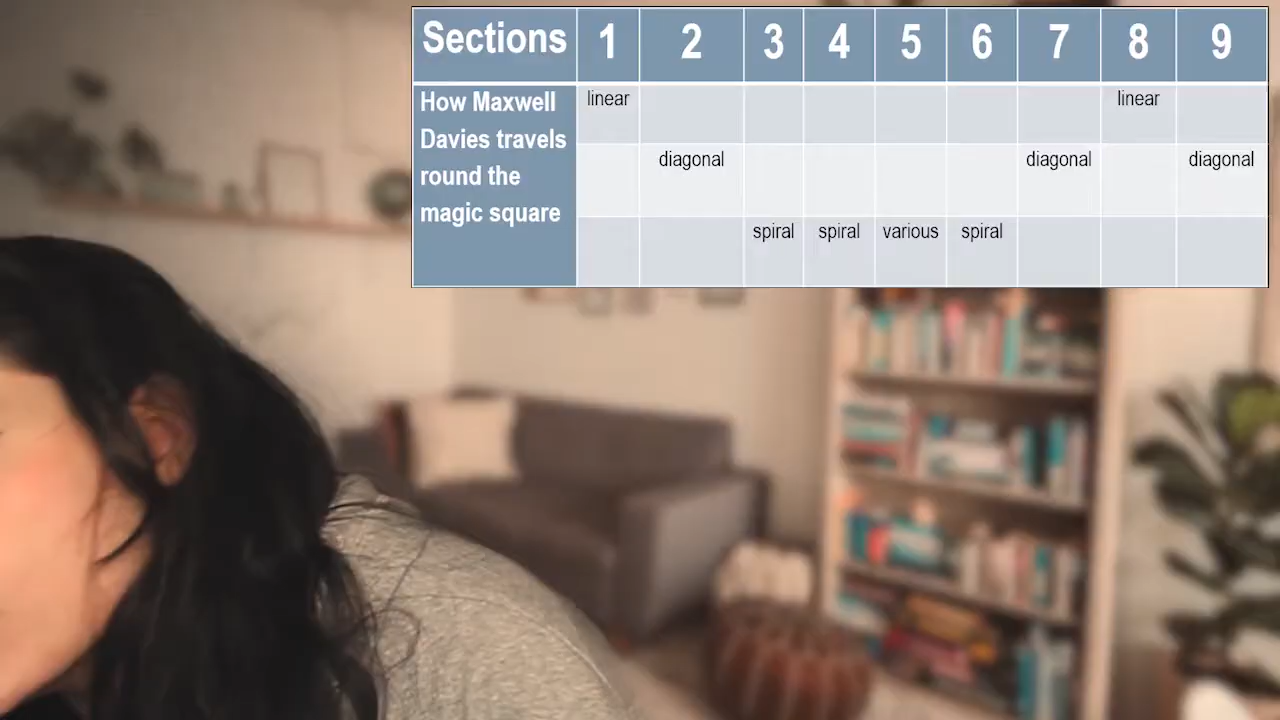 Sections 1 2 3 4 5 6 7 8 9
How Maxwell linear linear
Davies travels
diagonal diagonal diagonal
round the
magic square
spiral spiral various spiral